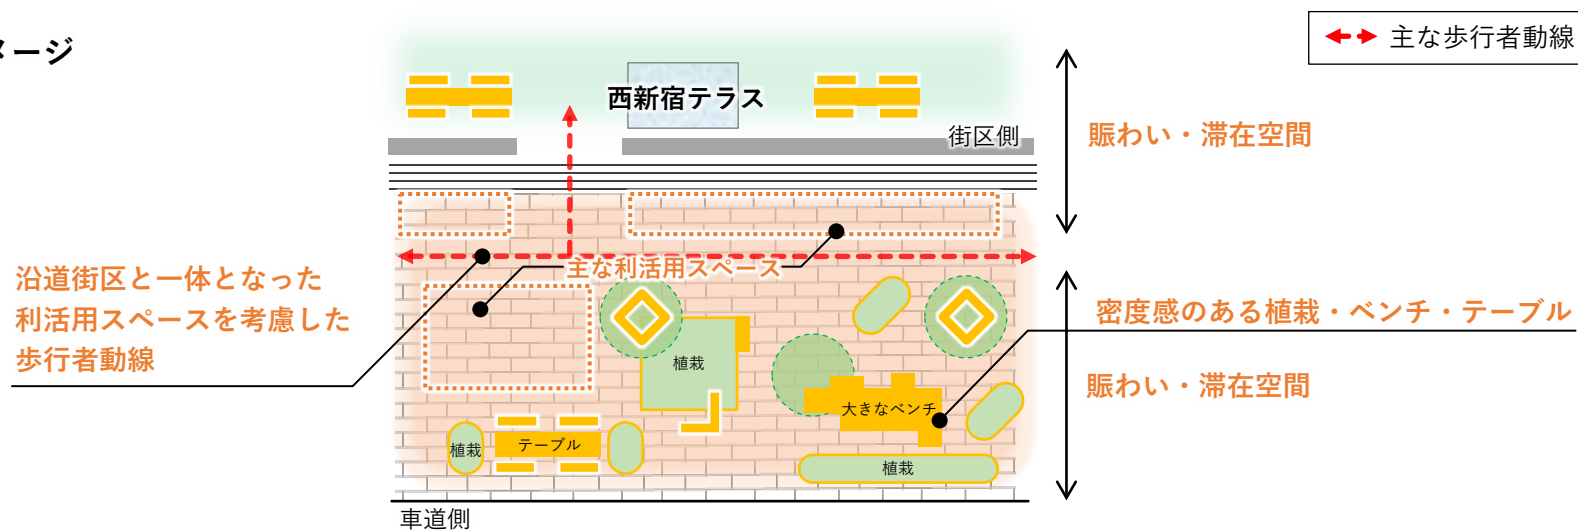 メージ
主な歩行者動線
西新宿テラス
街区側
賑わい・滞在空間
主な利活用スペース
沿道街区と一体となった
利活用スペースを考慮した
歩行者動線
密度感のある植栽・ベンチ・テーブル
植栽
賑わい・滞在空間
大きなベンチ
植栽
テーブル
植栽
車道側